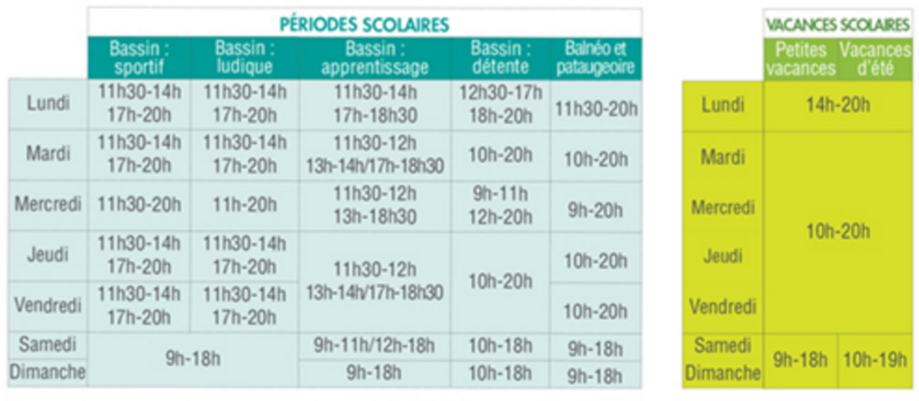 PÉRIODES SCOLAIRES
Bassin : sportif Bassin : ludique Bassin : apprentissage Bassin : détente Balnéo et pataugeoire
Lundi 11h30-14h 17h-20h 11h30-14h 17h-20h 11h30-14h 17h-18h30 12h30-17h 18h-20h 11h30-20h
Mardi 11h30-14h 17h-20h 11h30-14h 17h-20h 11h30-12h 13h-14h/17h-18h30 10h-20h 10h-20h
Mercredi 11h30-20h 11h-20h 11h30-12h 13h-18h30 9h-11h 12h-20h 9h-20h
Jeudi 11h30-14h 17h-20h 11h30-14h 17h-20h 11h30-12h 13h-14h/17h-18h30 10h-20h 10h-20h
Vendredi 11h30-14h 17h-20h 11h30-14h 17h-20h 10h-20h
Samedi 9h-18h 9h-11h/12h-18h 10h-18h 9h-18h
Dimanche 9h-18h 10h-18h 9h-18h
VACANCES SCOLAIRES
Petites vacances Vacances d'été
Lundi 14h-20h
Mardi
Mercredi
10h-20h
Jeudi
Vendredi
Samedi
9h-18h 10h-19h
Dimanche